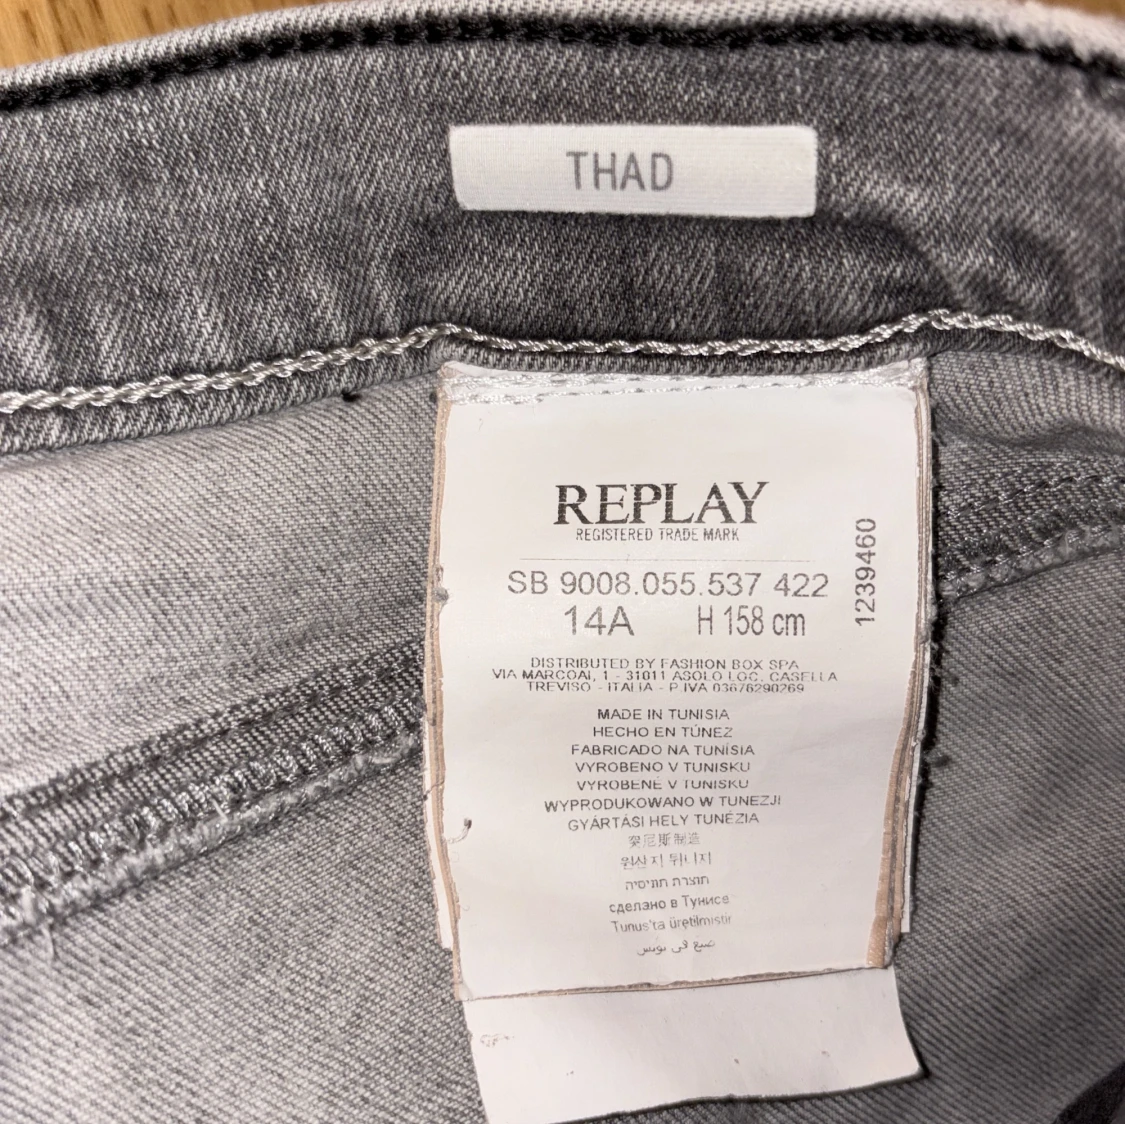 THAD
REPLAY
REGISTERED TRADE MARK
SB 9008.055.537 422
14A H 158 cm
1239460
DISTRIBUTED BY FASHION BOX SPA
VIA MARCOAI, 1 - 31011 ASOLO LOC. CASELLA
TREVISO - ITALIA - P.IVA 03676290269
MADE IN TUNISIA
HECHO EN TÚNEZ
FABRICADO NA TUNÍSIA
VYROBENO V TUNISKU
VYROBENÉ V TUNISKU
WYPRODUKOWANO W TUNEZJI
GYÁRTÁSI HELY TUNÉZIA
突尼斯制造
원산지 튀니지
תוצרת תוניסיה
сделано в Тунисе
Tunus'ta üretilmiştir
صنع في تونس